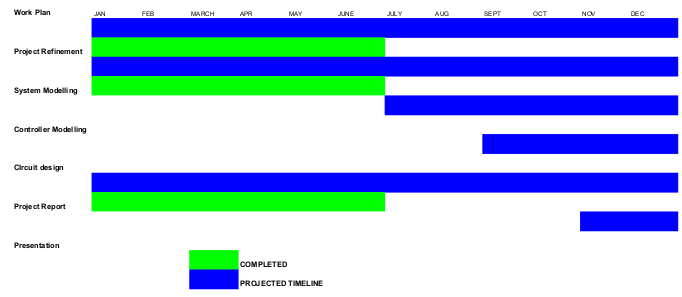 Work Plan JAN FEB MARCH APR MAY JUNE JULY AUG SEPT OCT NOV DEC
Project Refinement
System Modelling
Controller Modelling
CIrcuit design
Project Report
Presentation
COMPLETED
PROJECTED TIMELINE